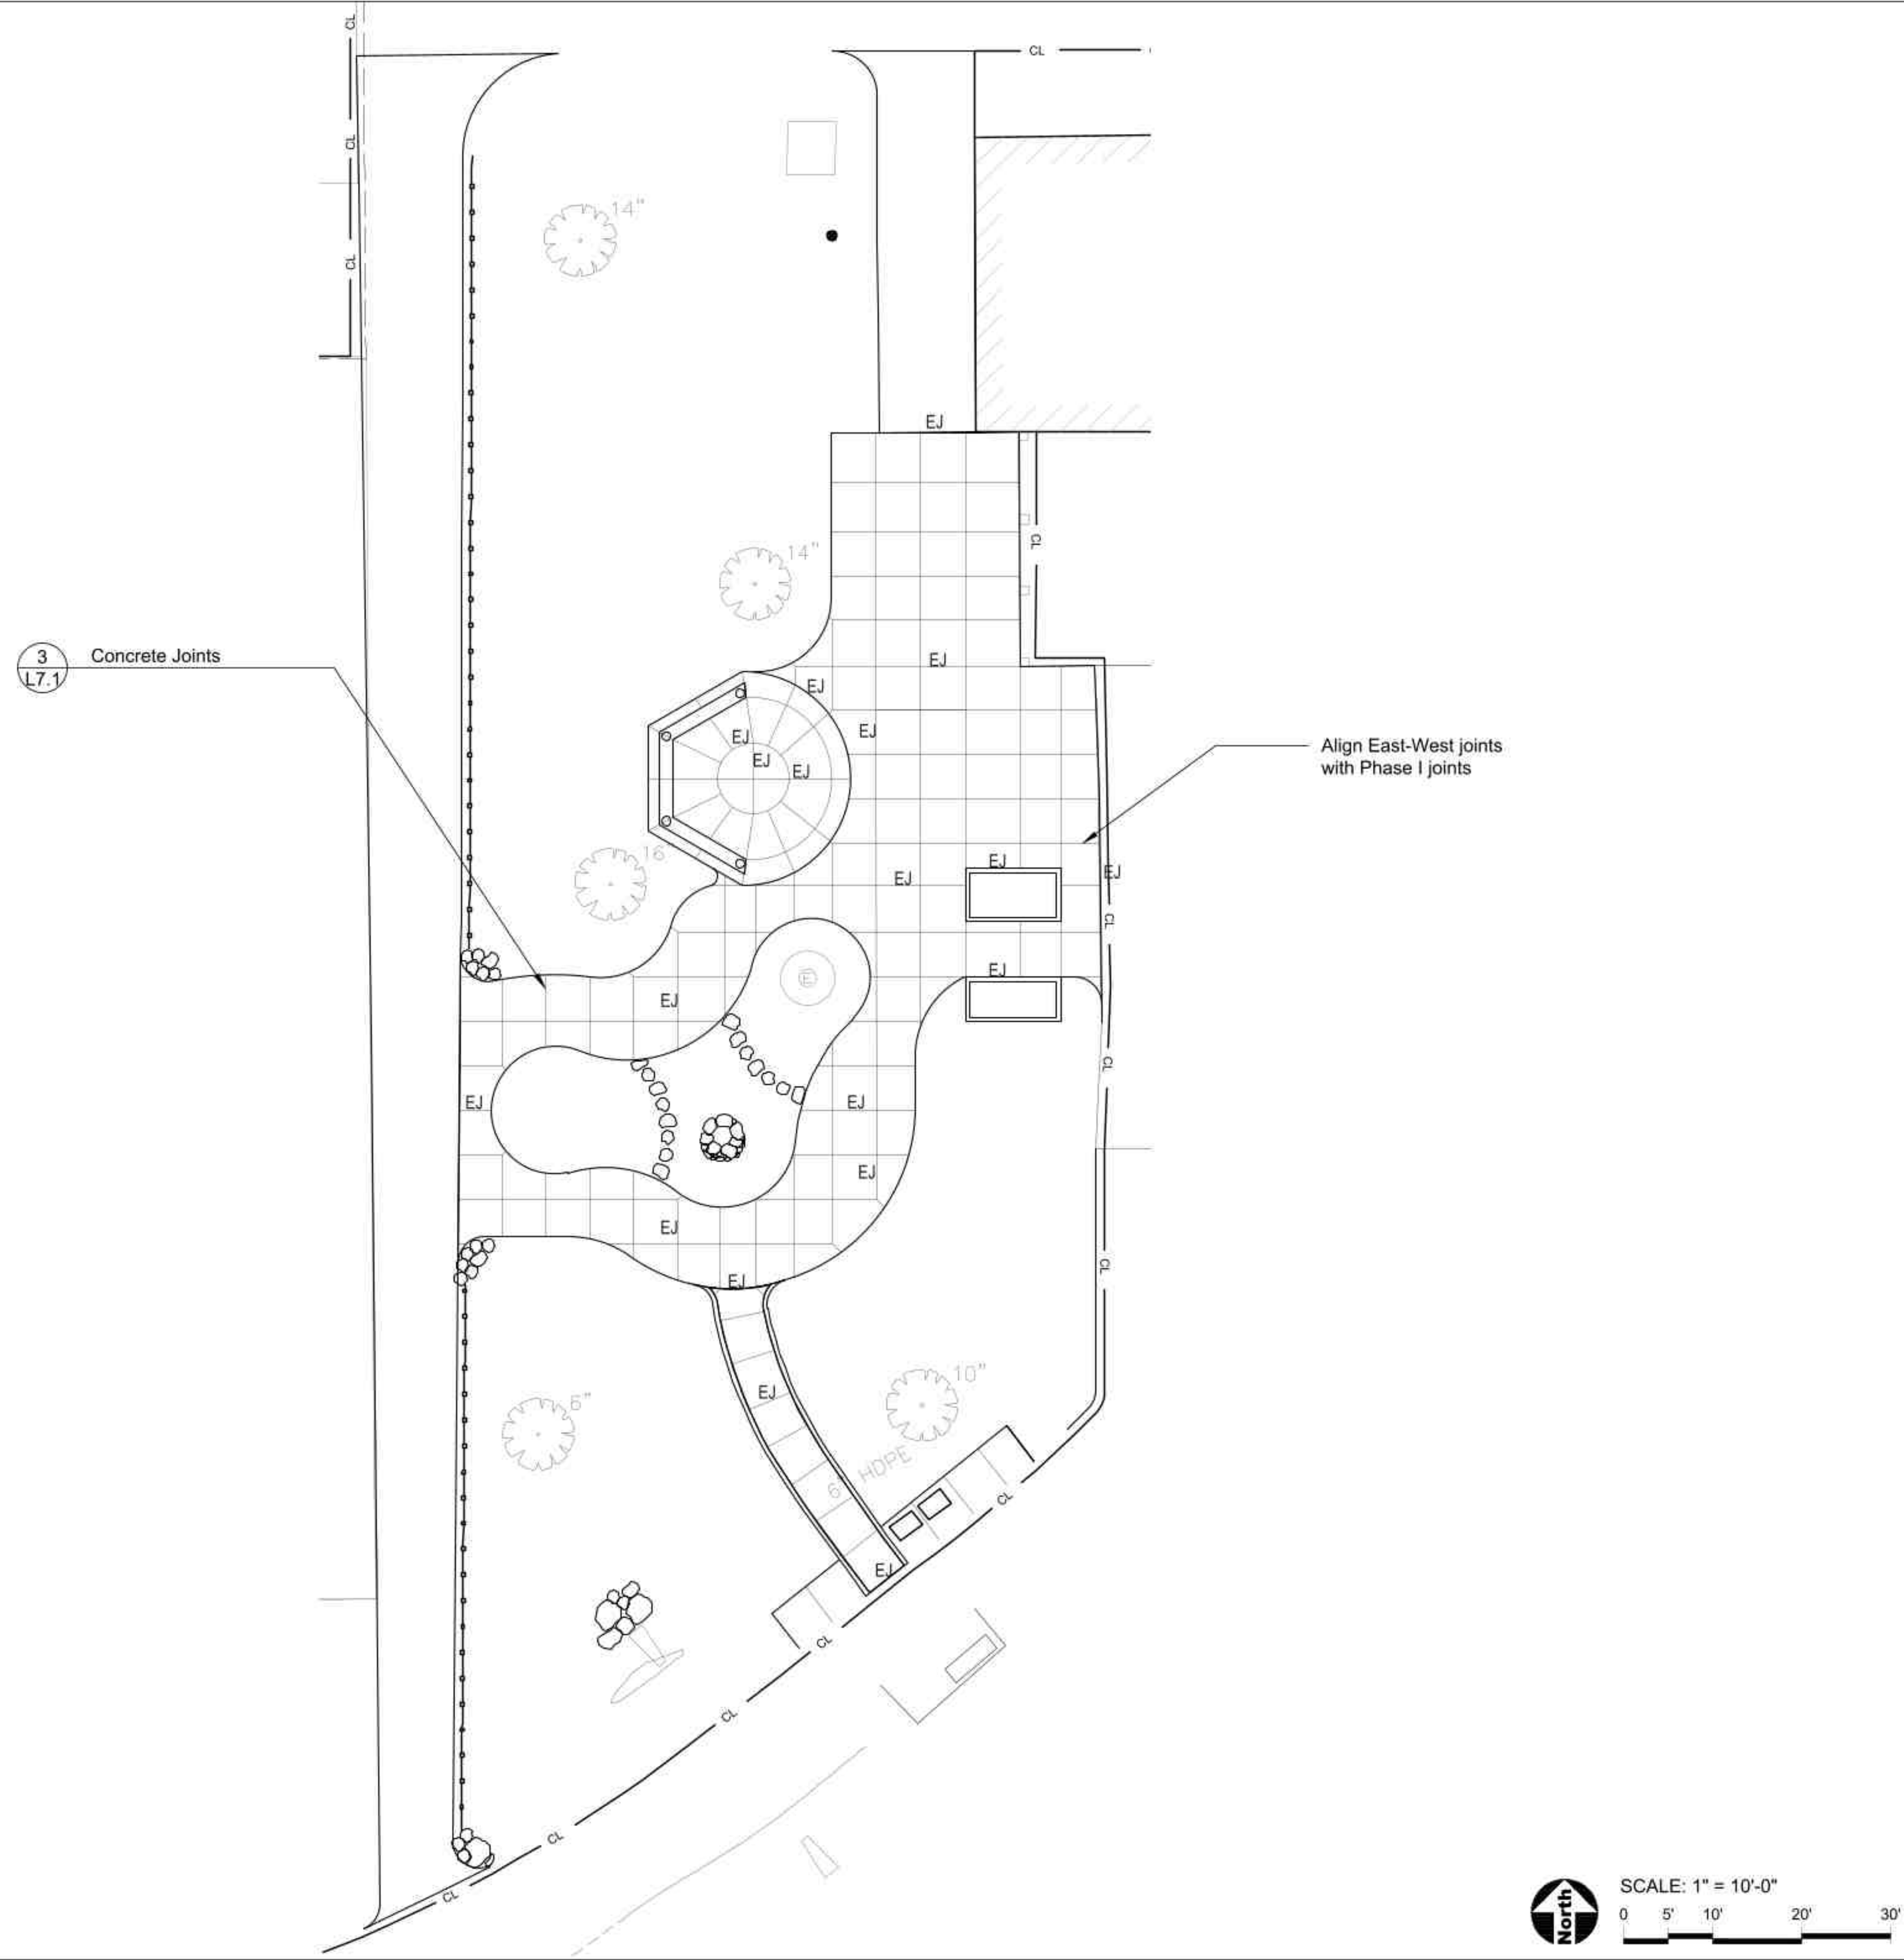 CL
CL
CL
CL
14"
CL
14"
EJ
CL
3
L7.1
Concrete Joints
EJ
EJ
EJ
EJ
EJ
EJ
Align East-West joints
with Phase I joints
16"
EJ
EJ
EJ
CL
E
EJ
EJ
CL
EJ
EJ
EJ
EJ
CL
EJ
EJ
10"
6"
6" HDPE
CL
EJ
CL
CL
CL
CL
North
SCALE: 1" = 10'-0"
0 5' 10' 20' 30'